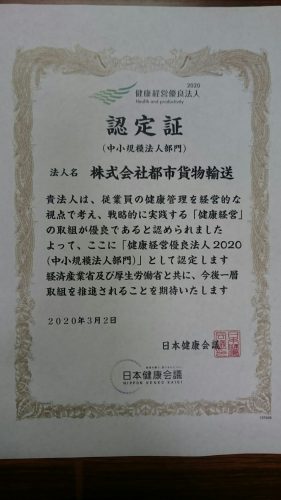 2020
健康経営優良法人
Health and productivity
認定証
(中小規模法人部門)
法人名 株式会社都市貨物輸送
貴法人は、従業員の健康管理を経営的な
視点で考え、戦略的に実践する「健康経営」
の取組が優良であると認められました
よって、ここに「健康経営優良法人2020
(中小規模法人部門)」として認定します
経済産業省及び厚生労働省と共に、今後一層
取組を推進されることを期待いたします
2020年3月2日
日本健康会議
日本健康会議
NIPPON KENKO KAIGI